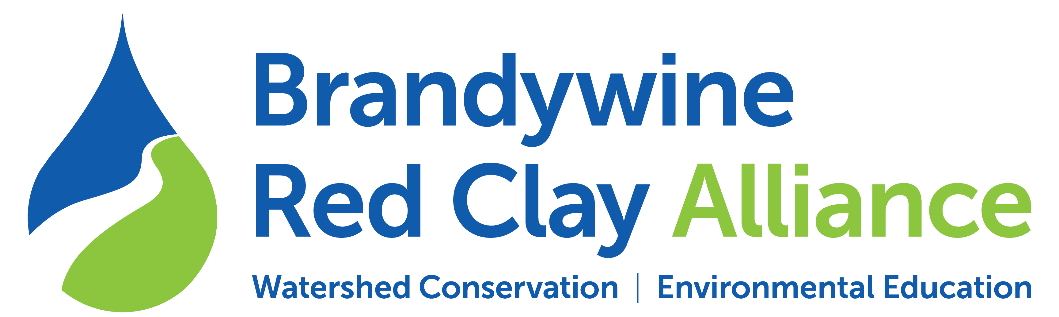 Brandywine
Red Clay Alliance
Watershed Conservation | Environmental Education